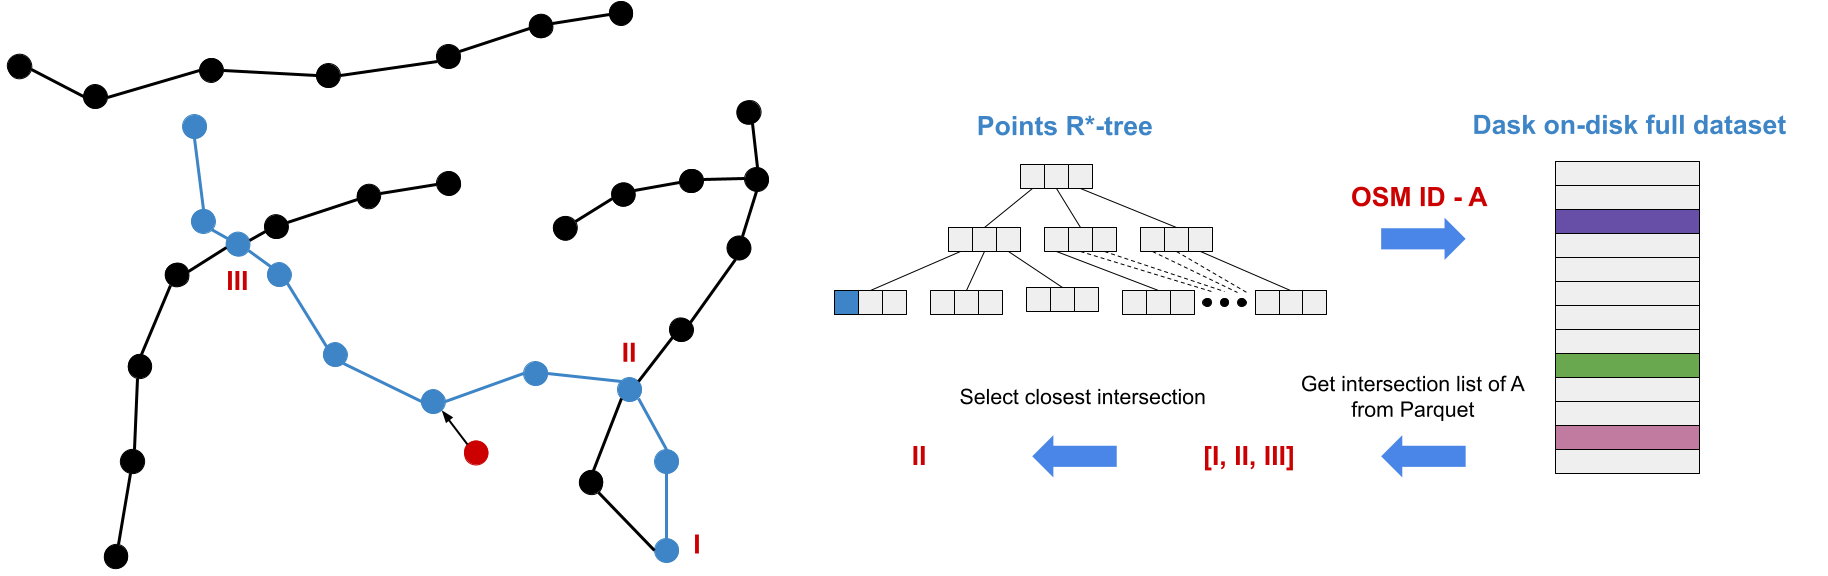 III
II
I
Points R*-tree
Dask on-disk full dataset
OSM ID - A
Get intersection list of A
from Parquet
Select closest intersection
[I, II, III]
II